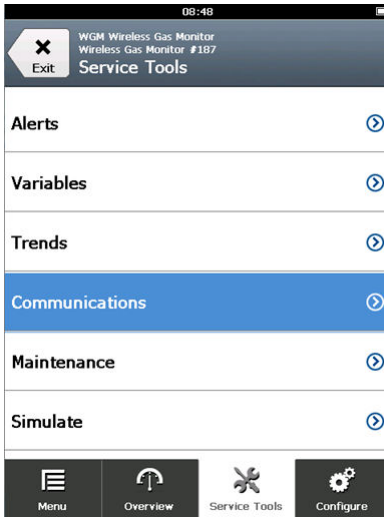 08:48
WGM Wireless Gas Monitor
Wireless Gas Monitor #187
Exit
Service Tools
Alerts
Variables
Trends
Communications
Maintenance
Simulate
Menu
Overview
Service Tools
Configure